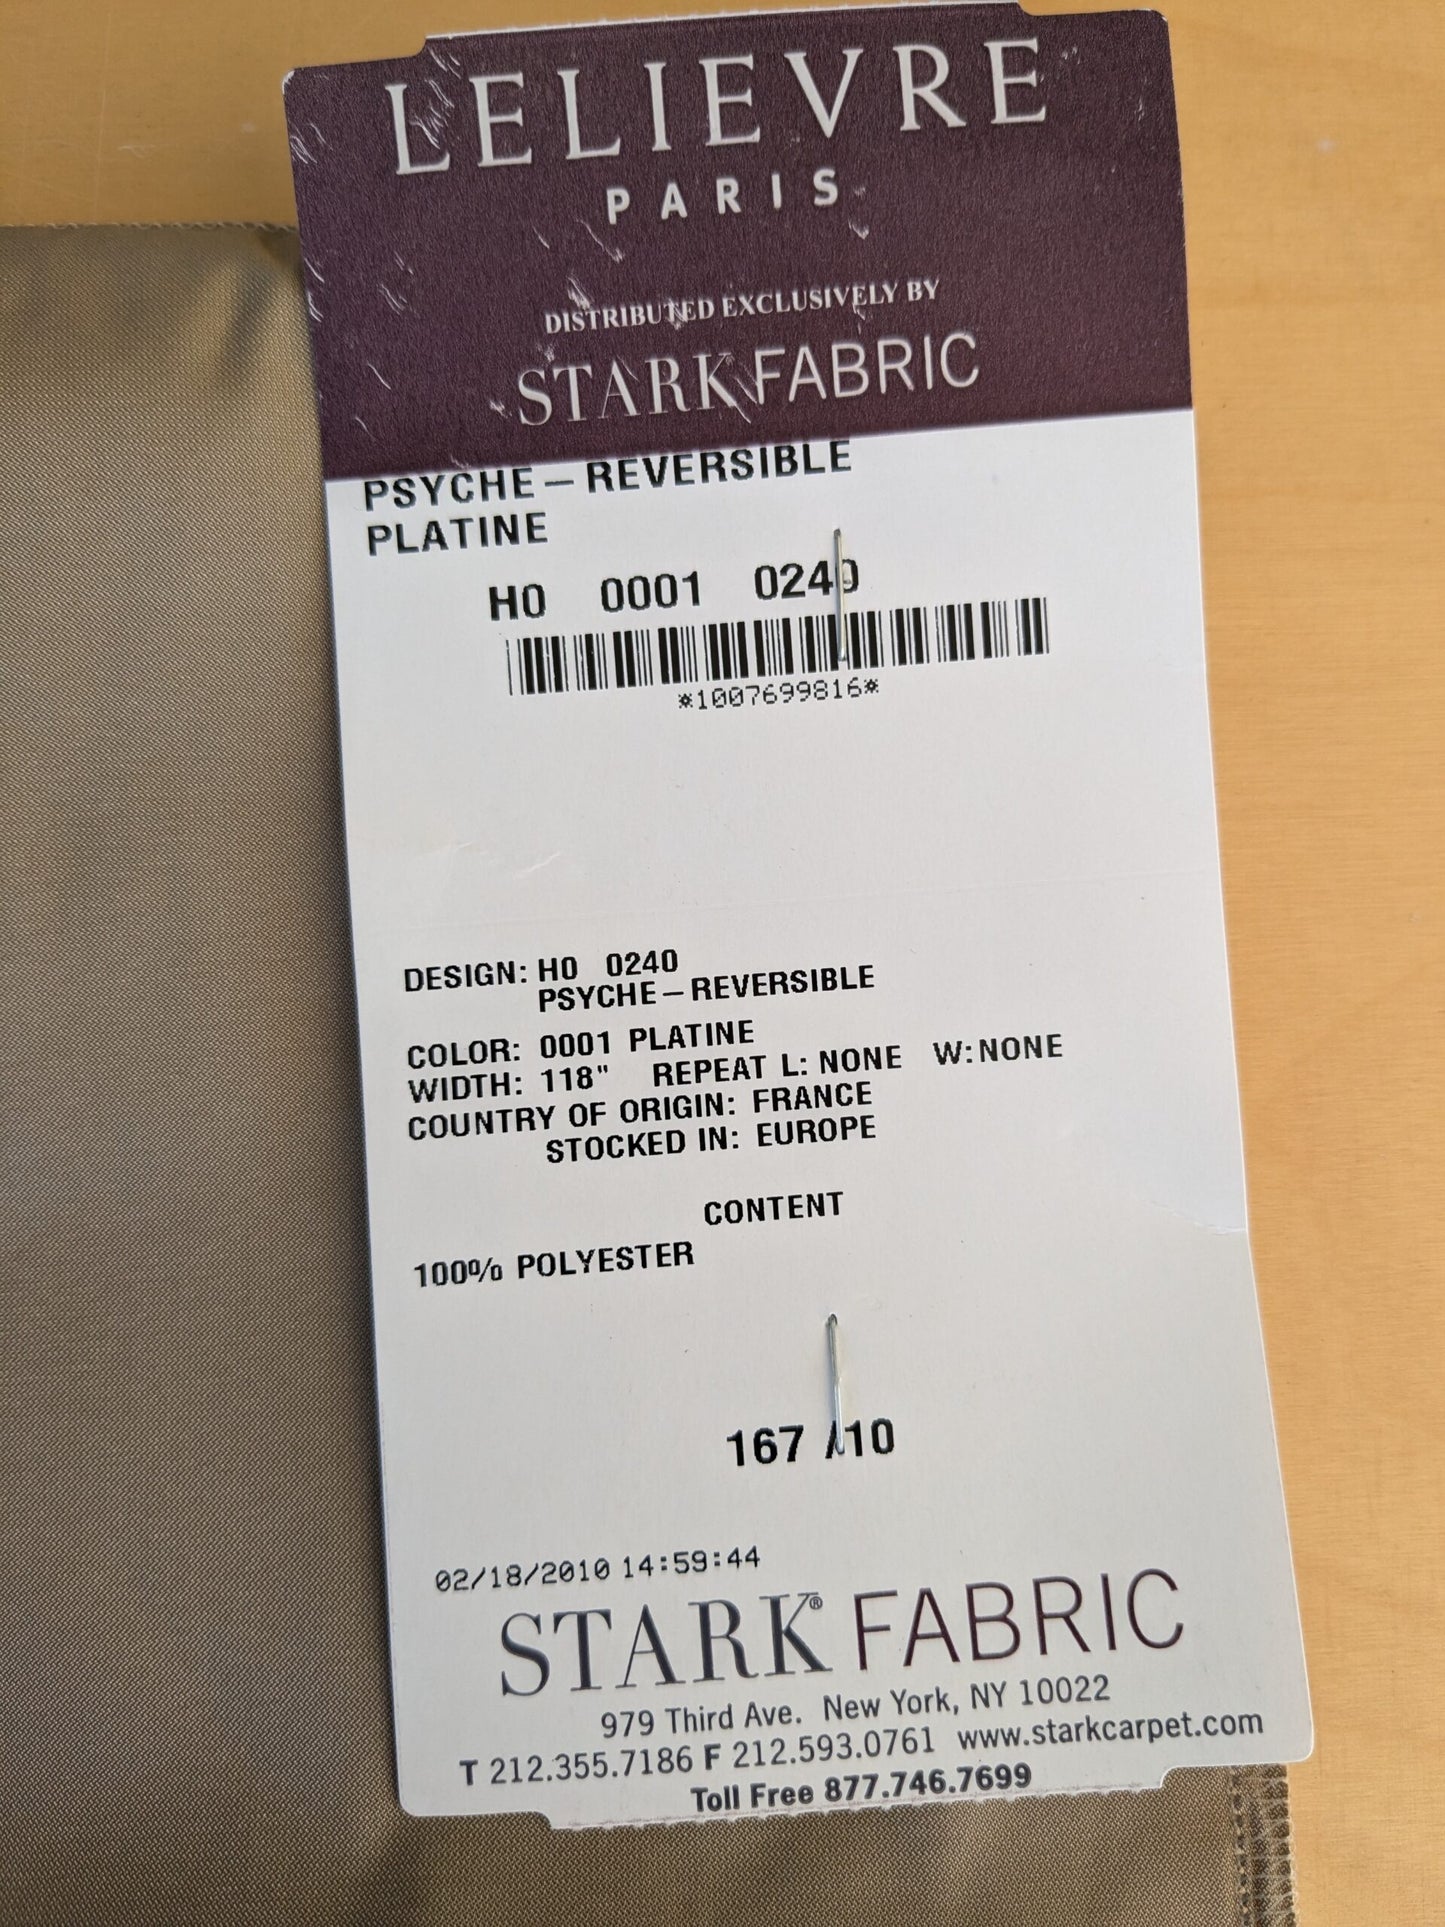 LELIEVRE
PARIS
DISTRIBUTED EXCLUSIVELY BY
STARK FABRIC
PSYCHE – REVERSIBLE
PLATINE
H0 0001 0240
*1007699816*
DESIGN: H0 0240
PSYCHE – REVERSIBLE
COLOR: 0001 PLATINE
WIDTH: 118" REPEAT L: NONE W: NONE
COUNTRY OF ORIGIN: FRANCE
STOCKED IN: EUROPE
CONTENT
100% POLYESTER
167 /10
02/18/2010 14:59:44
STARK® FABRIC
979 Third Ave. New York, NY 10022
T 212.355.7186 F 212.593.0761 www.starkcarpet.com
Toll Free 877.746.7699